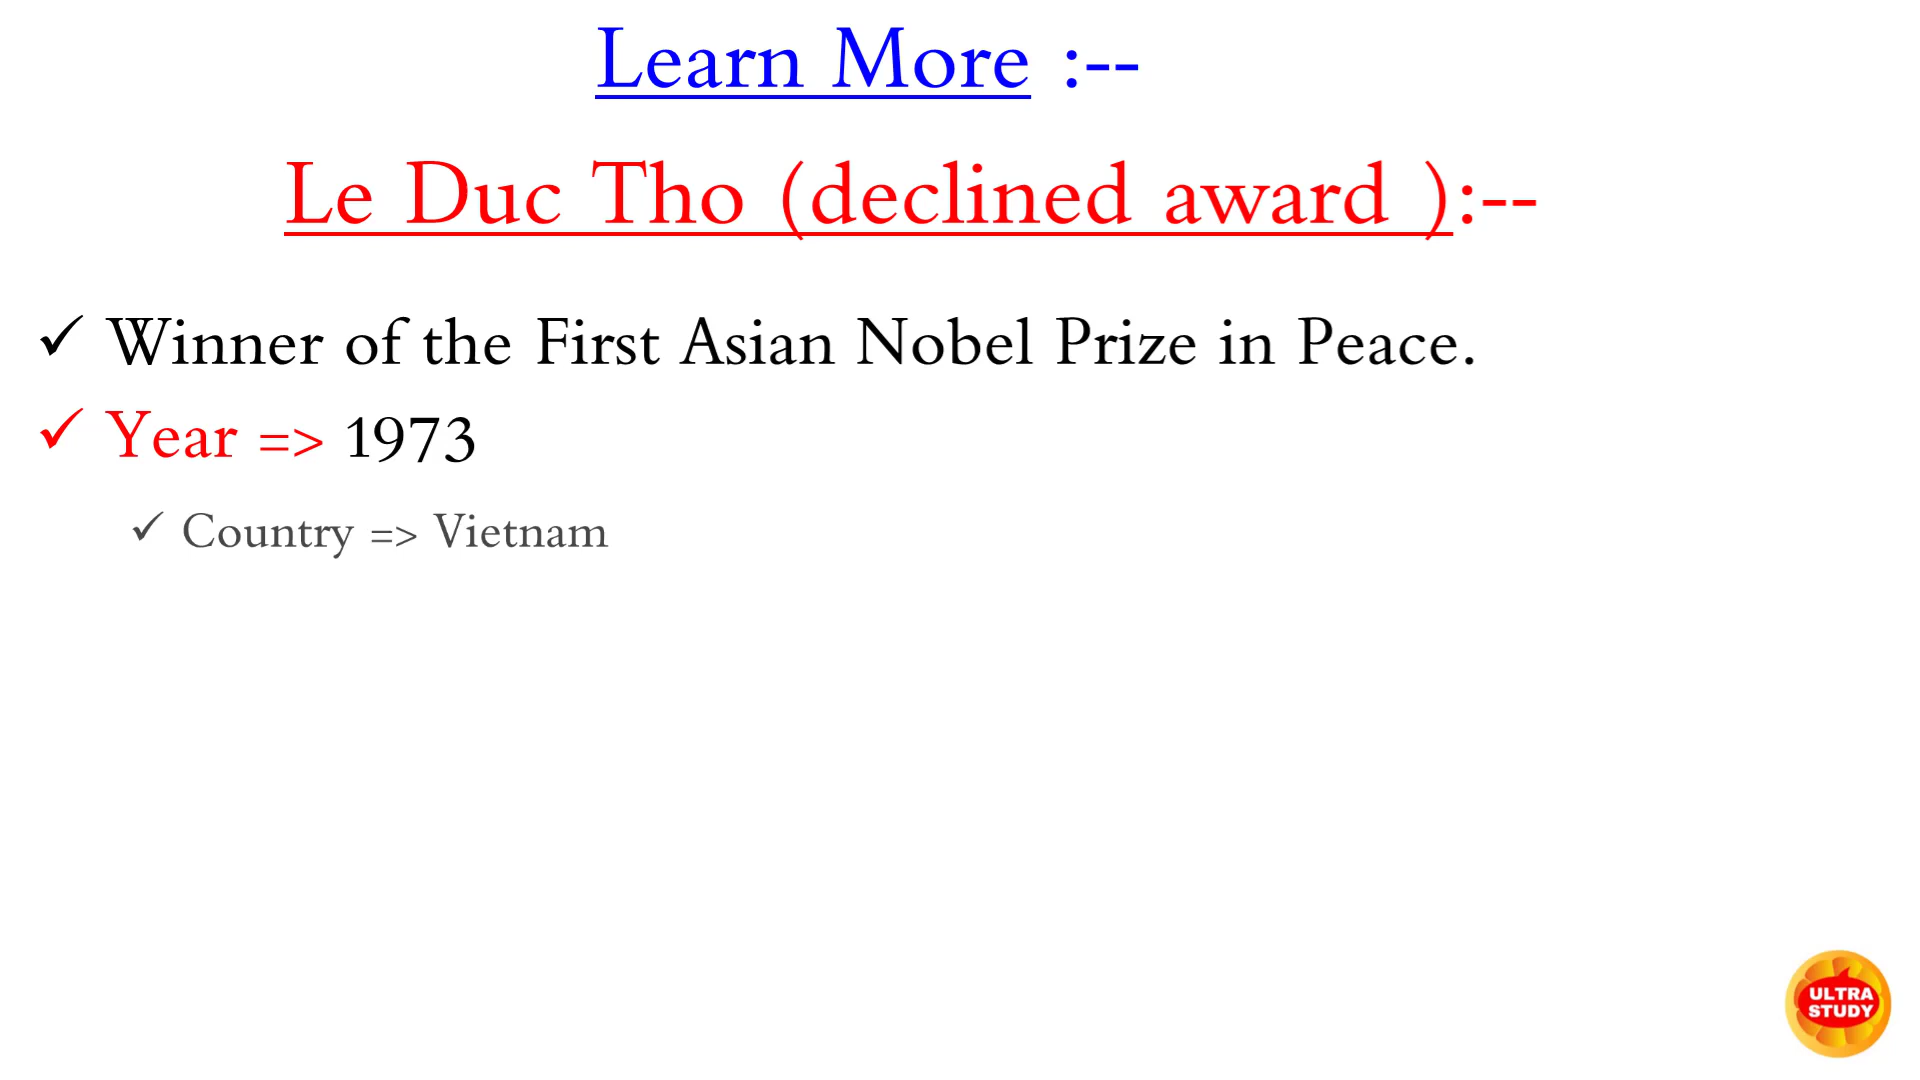 Learn More :--
Le Duc Tho (declined award ):--
✓ Winner of the First Asian Nobel Prize in Peace.
✓ Year => 1973
✓ Country => Vietnam
ULTRA
STUDY